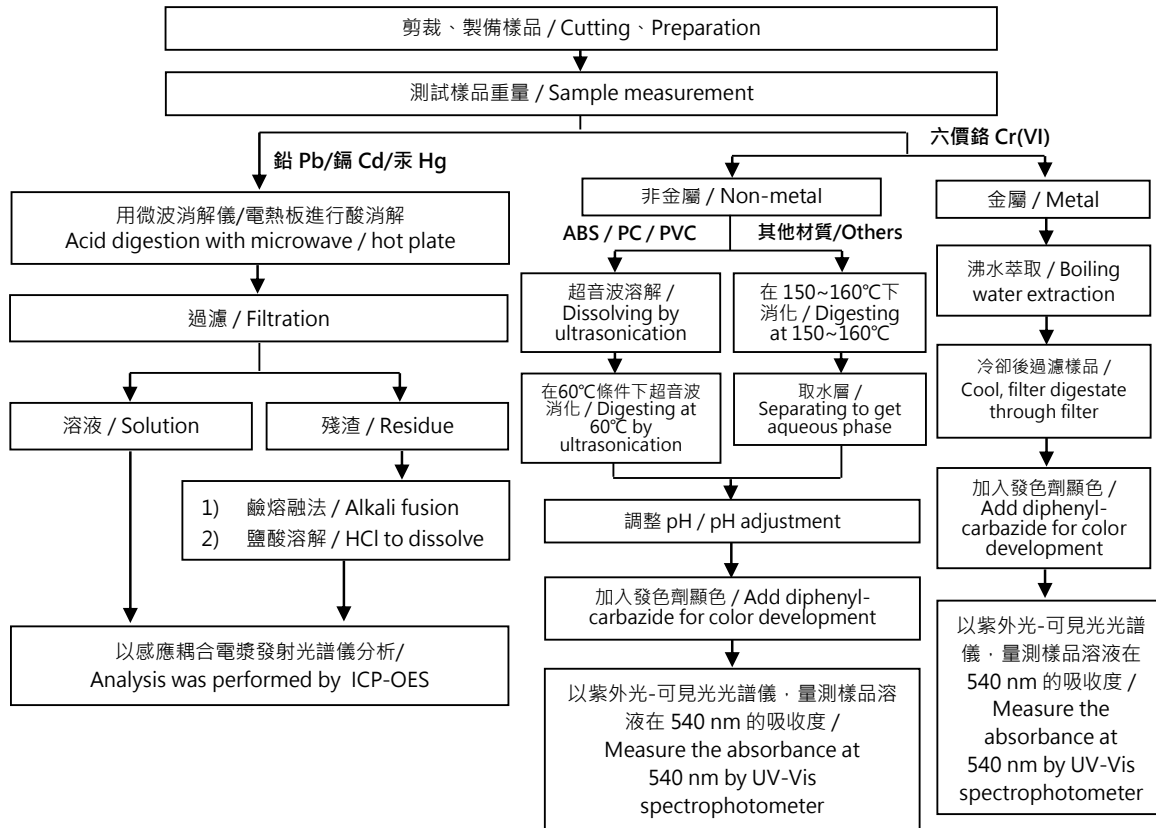 剪裁、製備樣品 / Cutting、Preparation
測試樣品重量 / Sample measurement
鉛 Pb/鎘 Cd/汞 Hg
六價鉻 Cr(VI)
用微波消解儀/電熱板進行酸消解
Acid digestion with microwave / hot plate
過濾 / Filtration
溶液 / Solution
殘渣 / Residue
1) 鹼熔融法 / Alkali fusion
2) 鹽酸溶解 / HCl to dissolve
以感應耦合電漿發射光譜儀分析/
Analysis was performed by ICP-OES
非金屬 / Non-metal
ABS / PC / PVC
其他材質/Others
超音波溶解 /
Dissolving by
ultrasonication
在60℃條件下超音波
消化 / Digesting at
60℃ by
ultrasonication
在 150~160℃下
消化 / Digesting
at 150~160℃
取水層 /
Separating to get
aqueous phase
調整 pH / pH adjustment
加入發色劑顯色 / Add diphenyl-
carbazide for color development
以紫外光-可見光光譜儀，量測樣品溶
液在 540 nm 的吸收度 /
Measure the absorbance at
540 nm by UV-Vis
spectrophotometer
金屬 / Metal
沸水萃取 / Boiling
water extraction
冷卻後過濾樣品 /
Cool, filter digestate
through filter
加入發色劑顯色 /
Add diphenyl-
carbazide for color
development
以紫外光-可見光光譜
儀，量測樣品溶液在
540 nm 的吸收度 /
Measure the
absorbance at
540 nm by UV-Vis
spectrophotometer